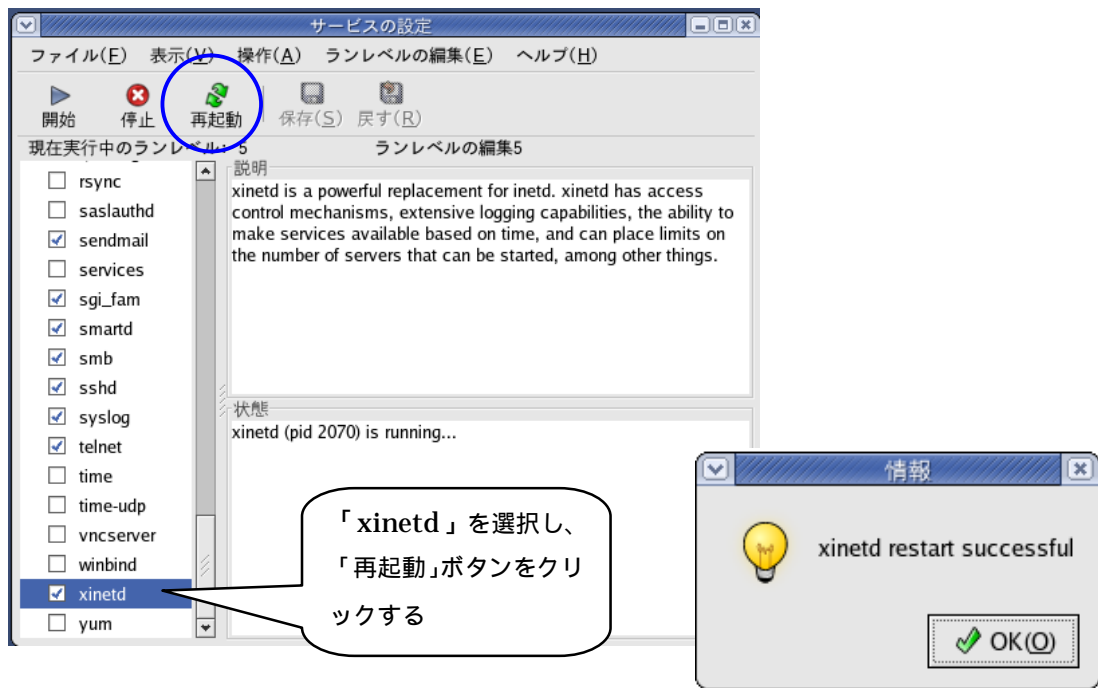 サービスの設定
ファイル(F) 表示(V) 操作(A) ランレベルの編集(E) ヘルプ(H)
開始 停止 再起動 保存(S) 戻す(R)
現在実行中のランレベル: 5 ランレベルの編集5
rsync
saslauthd
sendmail
services
sgi_fam
smartd
smb
sshd
syslog
telnet
time
time-udp
vncserver
winbind
xinetd
yum
説明
xinetd is a powerful replacement for inetd. xinetd has access
control mechanisms, extensive logging capabilities, the ability to
make services available based on time, and can place limits on
the number of servers that can be started, among other things.
状態
xinetd (pid 2070) is running...
「xinetd」を選択し、
「再起動」ボタンをクリ
ックする
情報
xinetd restart successful
OK(O)